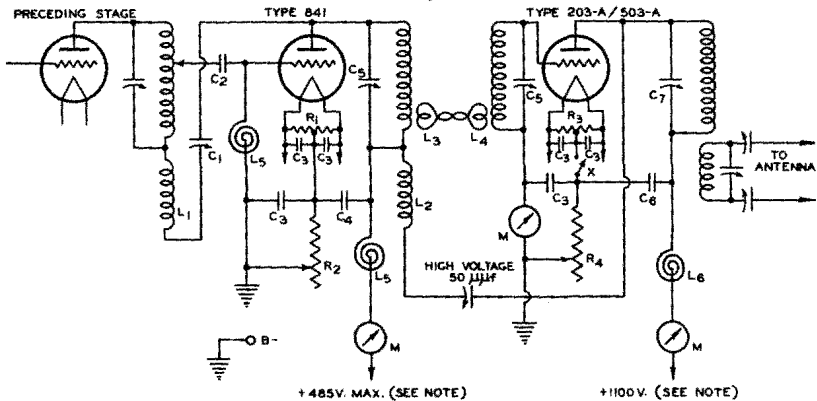 PRECEDING STAGE
TYPE 841
TYPE 203-A/503-A
C2
C5
C5
C7
R1
R3
C1
L5
C3
C3
L3
L4
C3
C3
TO
ANTENNA
X
L1
C3
C4
L2
C3
C6
M
R2
L5
HIGH VOLTAGE
50 μμf
R4
L6
B-
M
M
+485V. MAX. (SEE NOTE)
+1100V. (SEE NOTE)